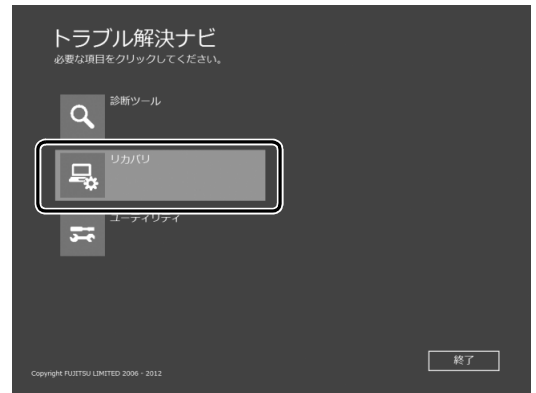 トラブル解決ナビ
必要な項目をクリックしてください。
診断ツール
リカバリ
ユーティリティ
終了
Copyright FUJITSU LIMITED 2006 - 2012